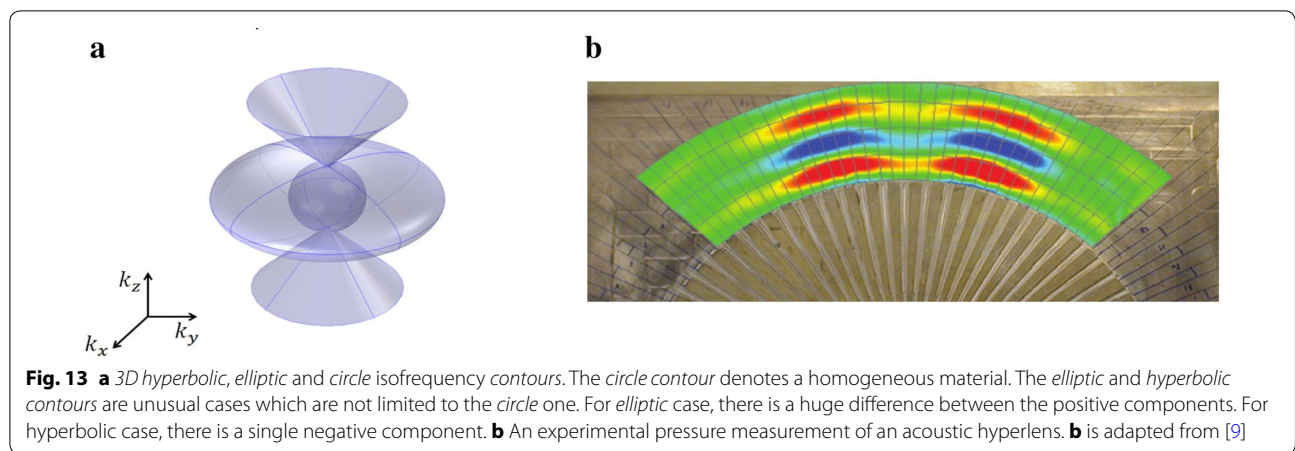 a
b
k_z
k_y
k_x
Fig. 13 a 3D hyperbolic, elliptic and circle isofrequency contours. The circle contour denotes a homogeneous material. The elliptic and hyperbolic
contours are unusual cases which are not limited to the circle one. For elliptic case, there is a huge difference between the positive components. For
hyperbolic case, there is a single negative component. b An experimental pressure measurement of an acoustic hyperlens. b is adapted from [9]